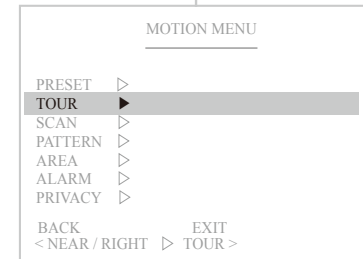 MOTION MENU
PRESET ▷
TOUR ▶
SCAN ▷
PATTERN ▷
AREA ▷
ALARM ▷
PRIVACY ▷
BACK EXIT
< NEAR / RIGHT ▷ TOUR >